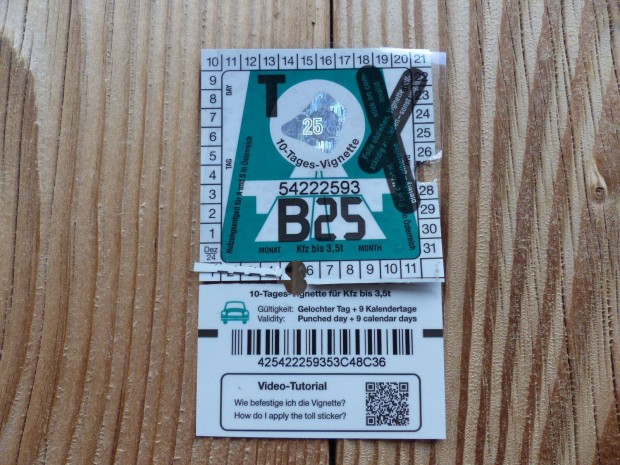 10 11 12 13 14 15 16 17 18 19 20 21
9
8
7
6
5
4
3
2
1
Dez
24
DAY
TAG
T
25
10-Tages-Vignette
22
23
24
25
26
28
29
30
31
54222593
B25
MONAT Kfz bis 3,5t MONTH
6 7 8 9 10 11
10-Tages-Vignette für Kfz bis 3,5t
Gültigkeit: Gelochter Tag + 9 Kalendertage
Validity: Punched day + 9 calendar days
425422259353C48C36
Video-Tutorial
Wie befestige ich die Vignette?
How do I apply the toll sticker?